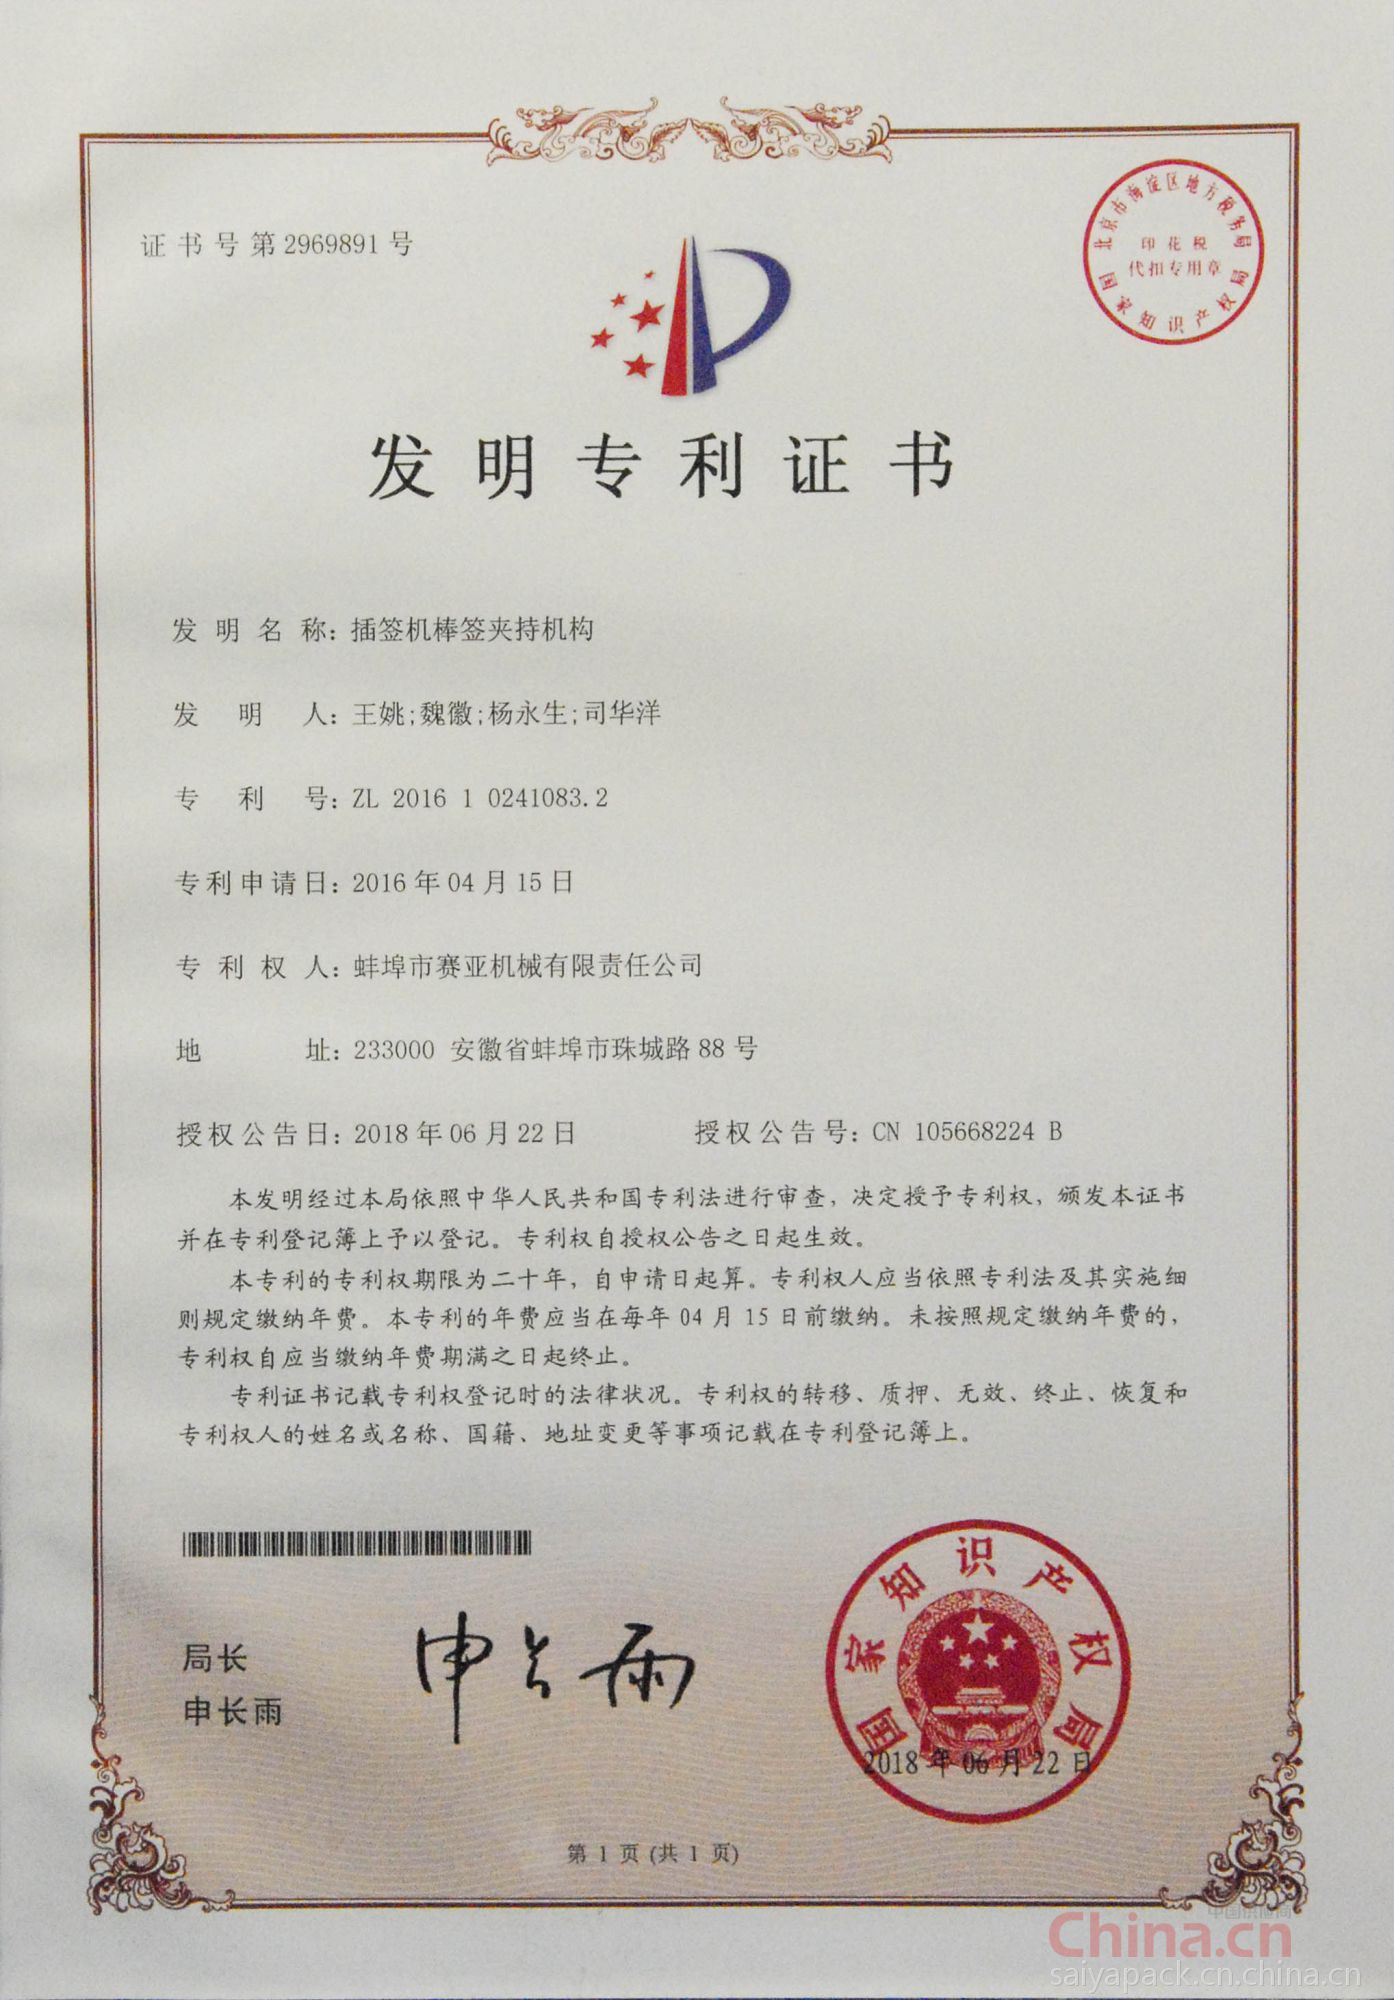 证书号第2969891号
北京市海淀区地方税务局
印花税
代扣专用章
国家知识产权局
发明专利证书
发明名称：插签机棒签夹持机构
发明人：王姚;魏徽;杨永生;司华洋
专利号：ZL 2016 1 0241083.2
专利申请日：2016年04月15日
专利权人：蚌埠市赛亚机械有限责任公司
地址：233000 安徽省蚌埠市珠城路88号
授权公告日：2018年06月22日 授权公告号：CN 105668224 B
本发明经过本局依照中华人民共和国专利法进行审查，决定授予专利权，颁发本证书
并在专利登记簿上予以登记。专利权自授权公告之日起生效。
本专利的专利权期限为二十年，自申请日起算。专利权人应当依照专利法及其实施细
则规定缴纳年费。本专利的年费应当在每年04月15日前缴纳。未按照规定缴纳年费的，
专利权自应当缴纳年费期满之日起终止。
专利证书记载专利权登记时的法律状况。专利权的转移、质押、无效、终止、恢复和
专利权人的姓名或名称、国籍、地址变更等事项记载在专利登记簿上。
局长
申长雨
申长雨
国家知识产权局
2018年06月22日
第 1 页 (共 1 页)
中国供应商
China.cn
saiyapack.cn.china.cn